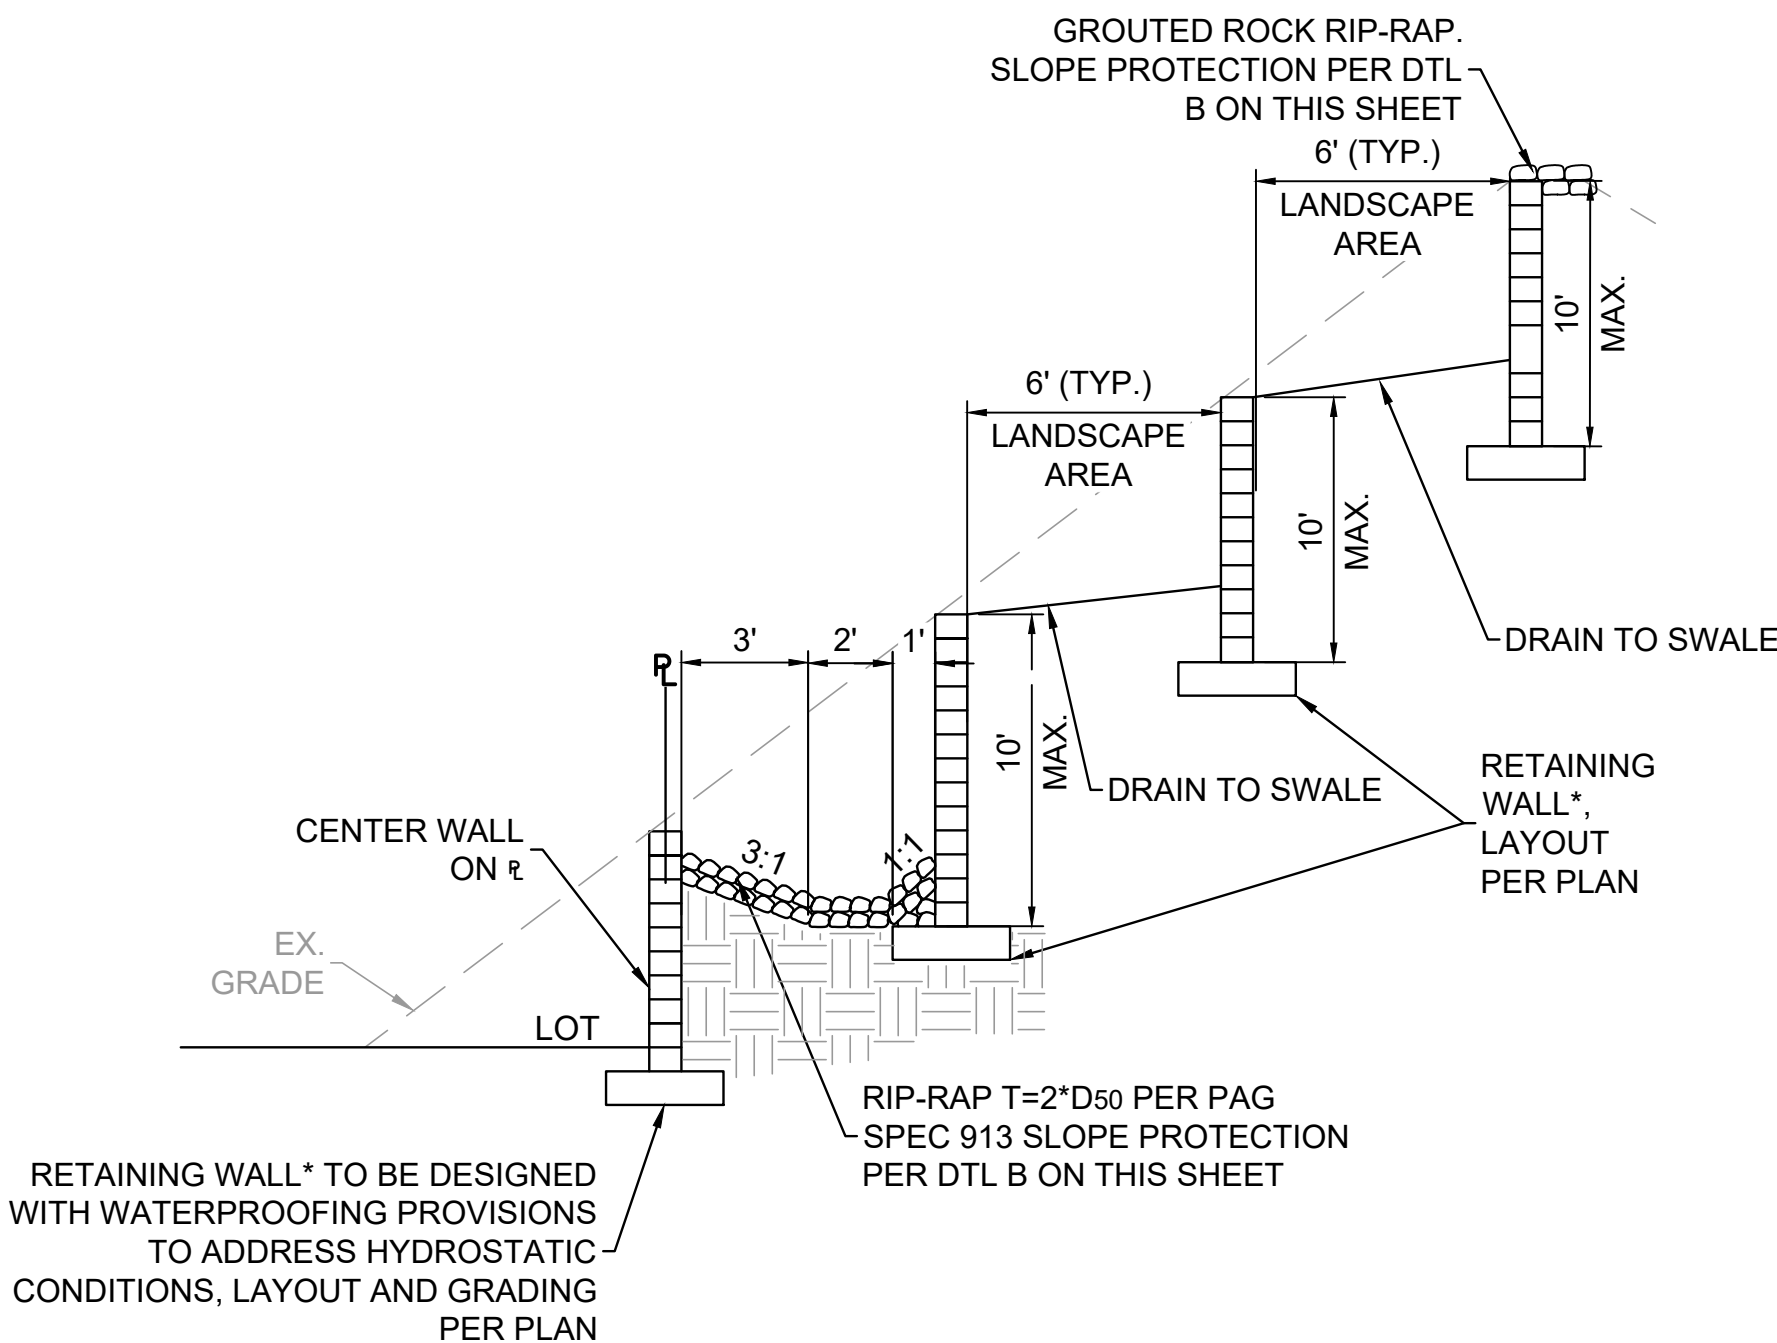 GROUTED ROCK RIP-RAP.
SLOPE PROTECTION PER DTL
B ON THIS SHEET
6' (TYP.)
LANDSCAPE
AREA
10'
MAX.
6' (TYP.)
LANDSCAPE
AREA
10'
MAX.
DRAIN TO SWALE
3'
2'
1'
℄
10'
MAX.
DRAIN TO SWALE
RETAINING
WALL*,
LAYOUT
PER PLAN
CENTER WALL
ON ℄
3:1
1:1
EX.
GRADE
LOT
RIP-RAP T=2*D50 PER PAG
SPEC 913 SLOPE PROTECTION
PER DTL B ON THIS SHEET
RETAINING WALL* TO BE DESIGNED
WITH WATERPROOFING PROVISIONS
TO ADDRESS HYDROSTATIC
CONDITIONS, LAYOUT AND GRADING
PER PLAN